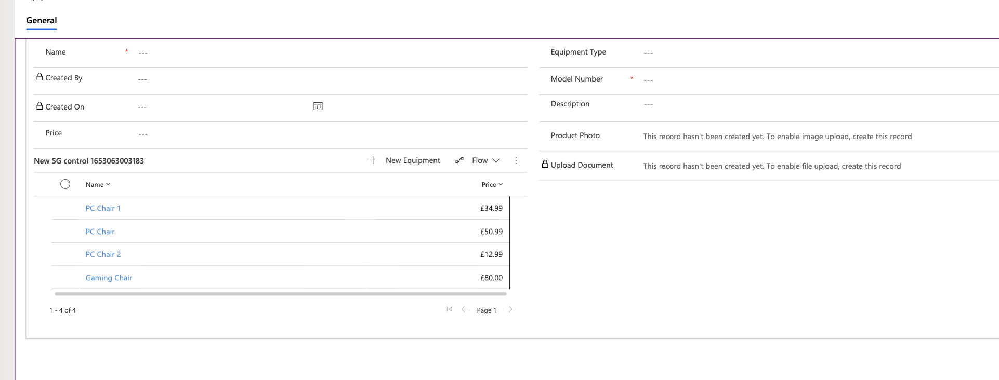 General
Name * ---
Created By ---
Created On ---
Price ---
New SG control 1653063003183 New Equipment Flow
Name Price
PC Chair 1 £34.99
PC Chair £50.99
PC Chair 2 £12.99
Gaming Chair £80.00
1 - 4 of 4 Page 1
Equipment Type ---
Model Number * ---
Description ---
Product Photo This record hasn't been created yet. To enable image upload, create this record
Upload Document This record hasn't been created yet. To enable file upload, create this record